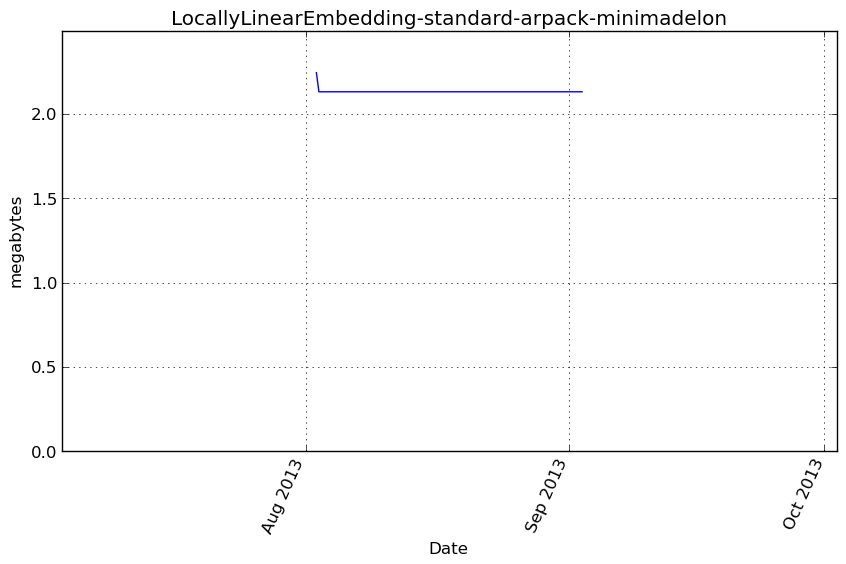 LocallyLinearEmbedding-standard-arpack-minimadelon
2.0
1.5
1.0
0.5
0.0
megabytes
Aug 2013
Sep 2013
Oct 2013
Date